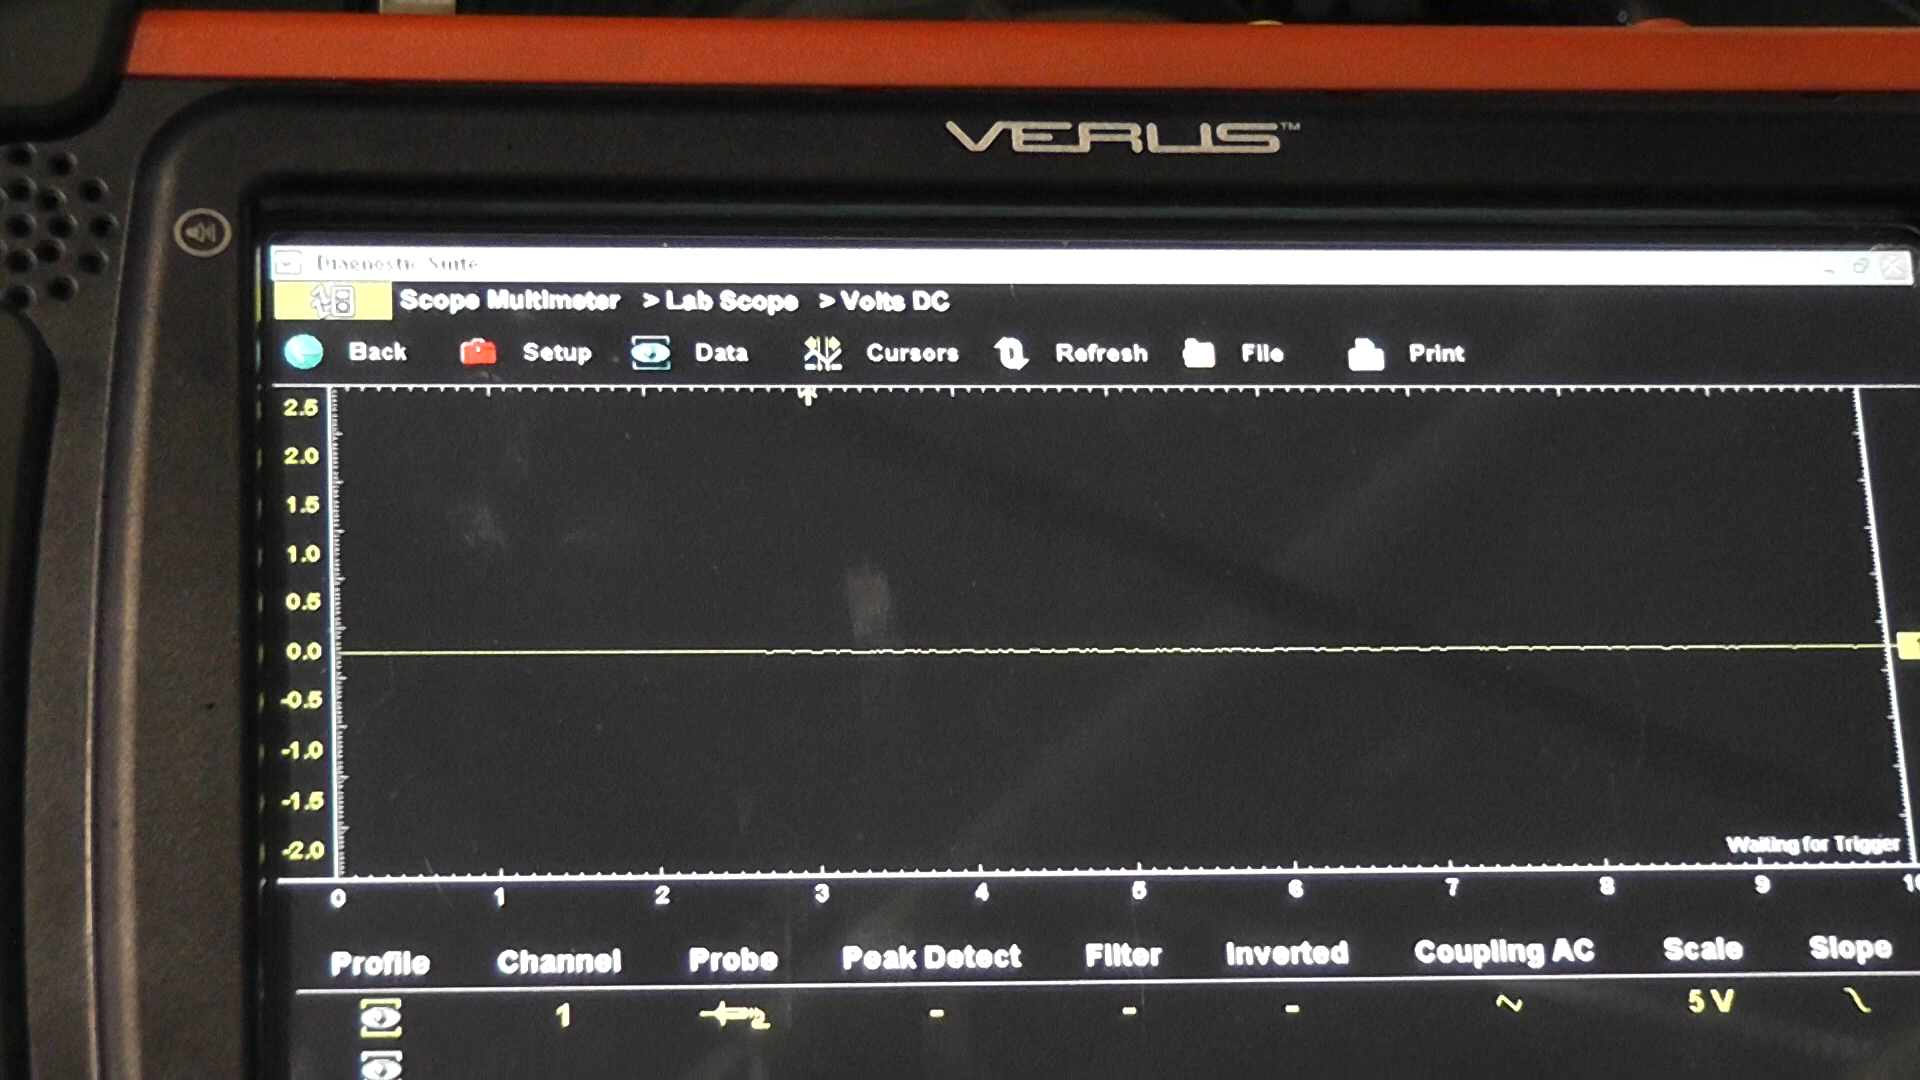 VERUS™
Diagnostic Suite
Scope Multimeter > Lab Scope > Volts DC
Back Setup Data Cursors Refresh File Print
2.5
2.0
1.5
1.0
0.5
0.0
-0.5
-1.0
-1.5
-2.0
Waiting for Trigger
0 1 2 3 4 5 6 7 8 9
Profile Channel Probe Peak Detect Filter Inverted Coupling AC Scale Slope
1 - - - 5 V